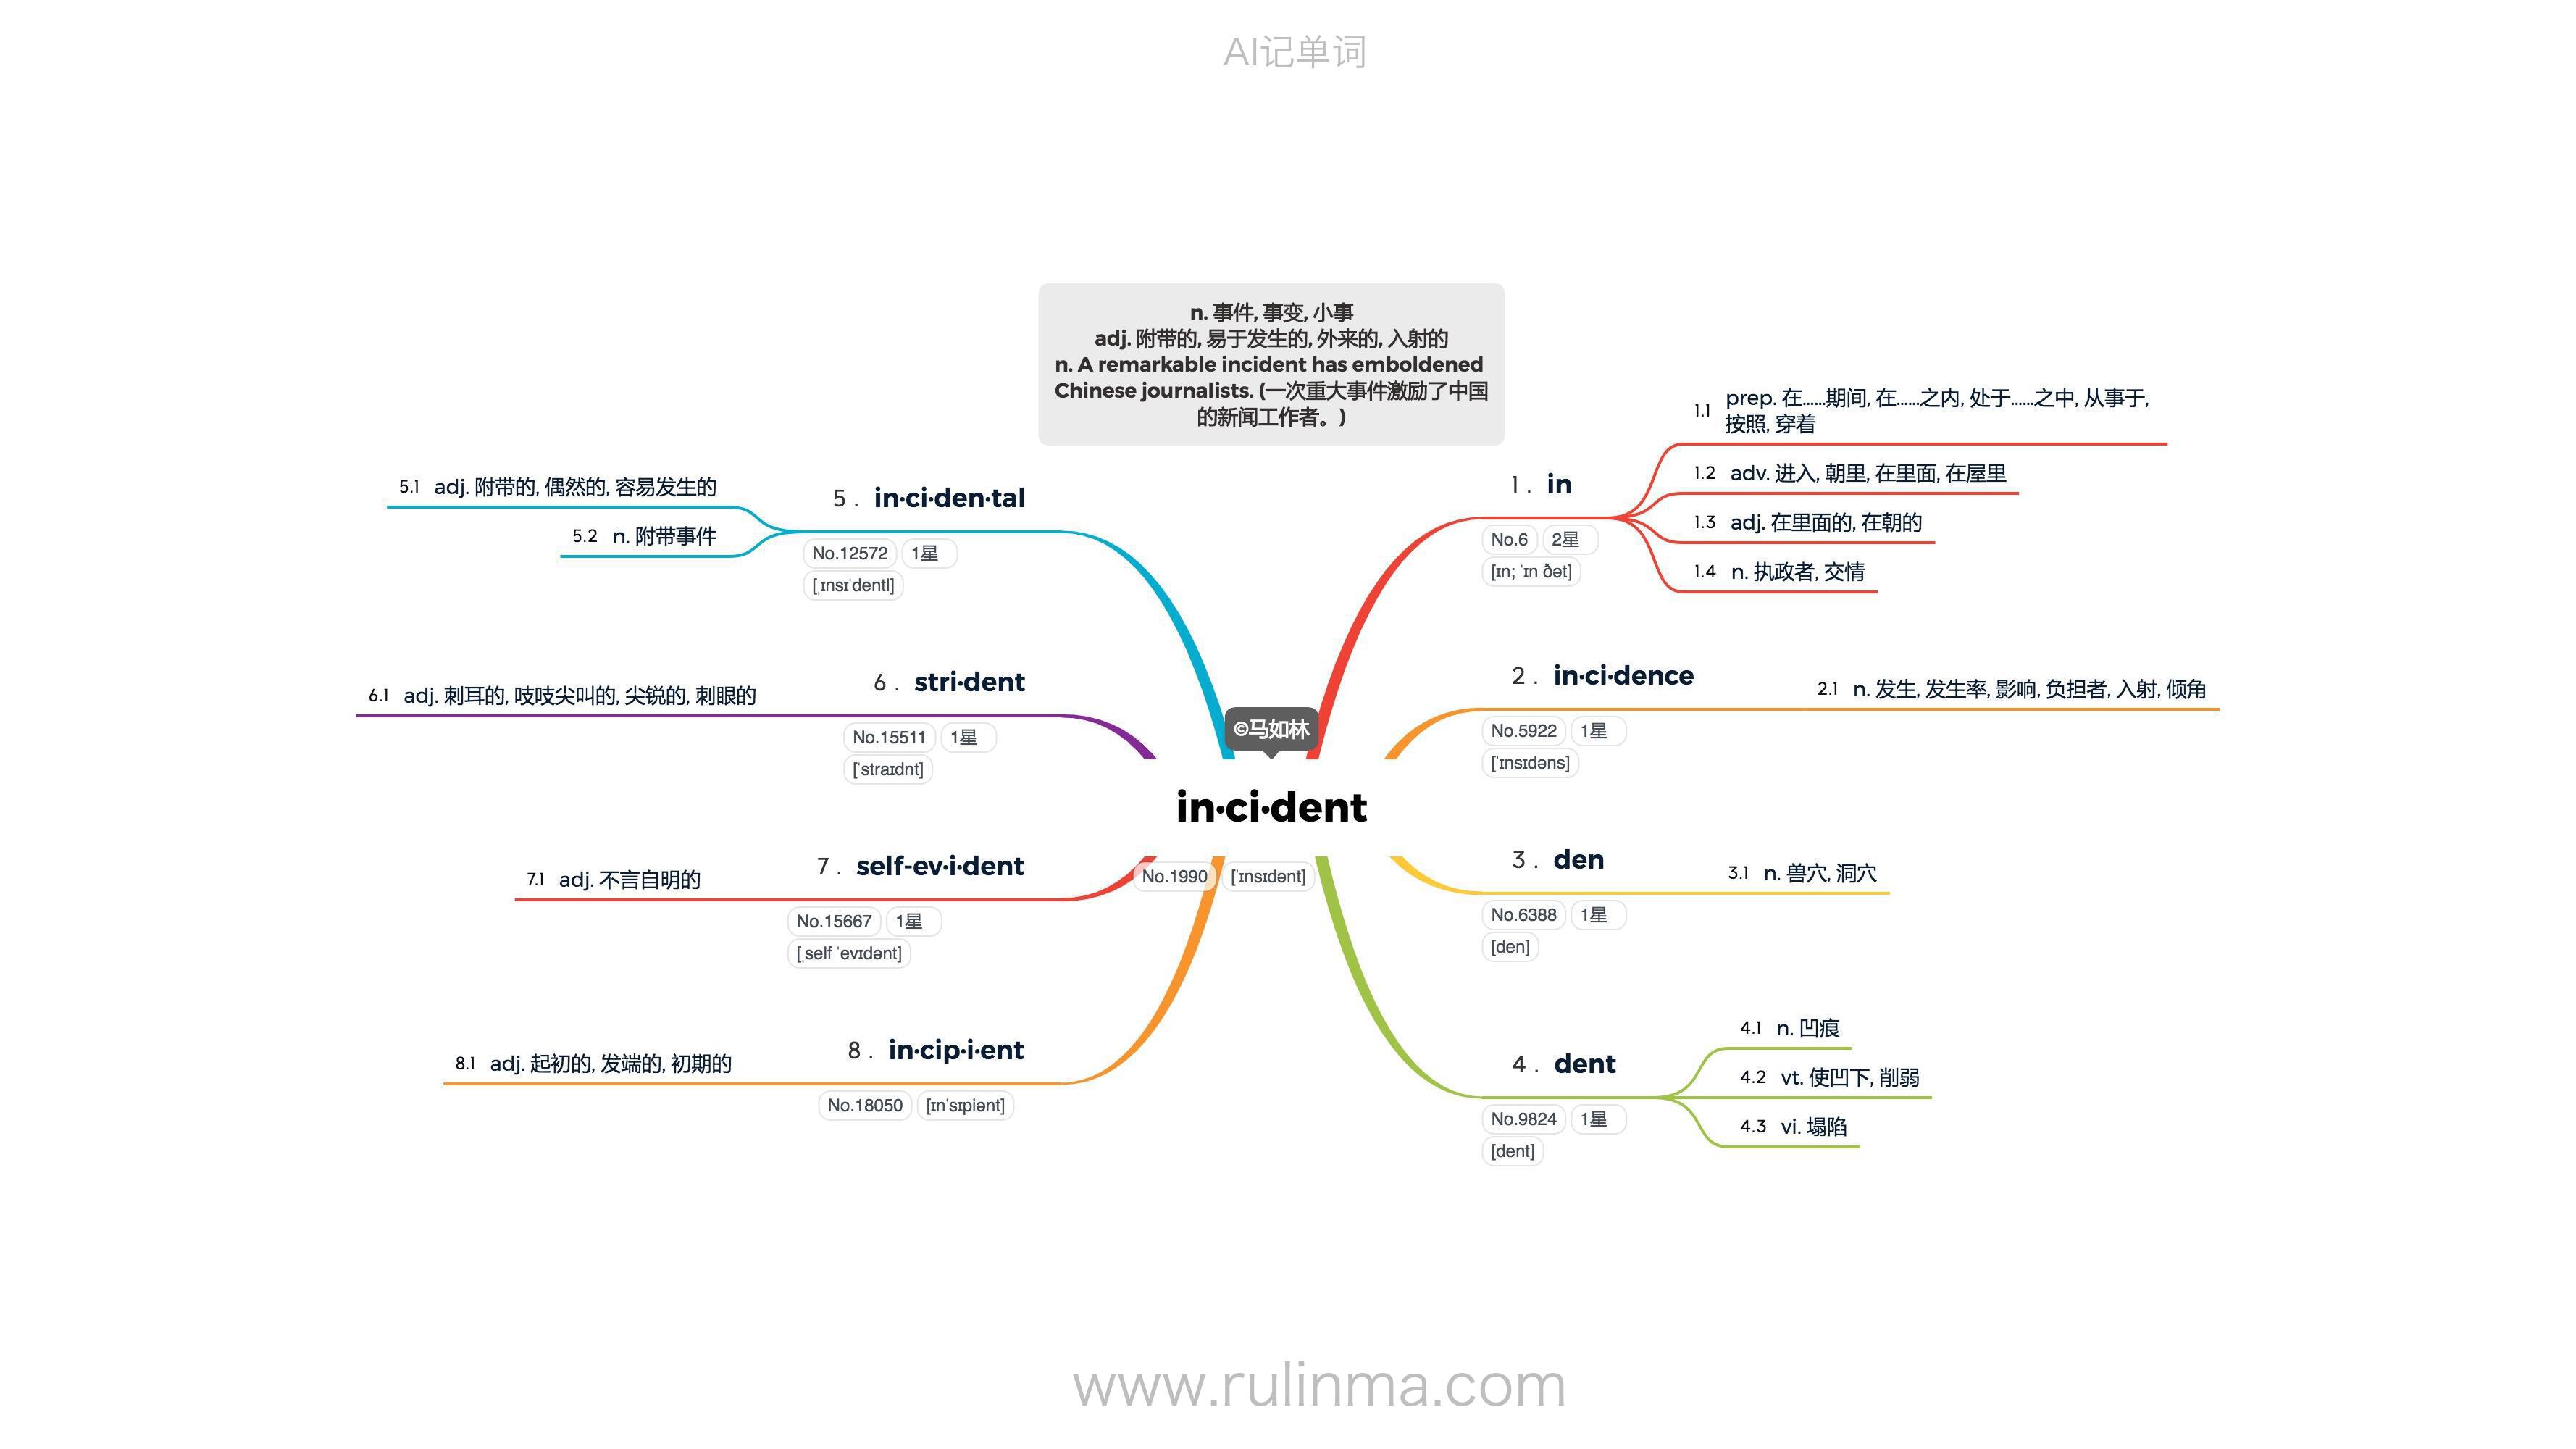 AI记单词
n. 事件, 事变, 小事
adj. 附带的, 易于发生的, 外来的, 入射的
n. A remarkable incident has emboldened
Chinese journalists. (一次重大事件激励了中国
的新闻工作者。)
©马如林
in·ci·dent
No.1990 [ˈɪnsɪdənt]
1 . in
No.6 2星
[ɪn; ˈɪn ðət]
1.1 prep. 在……期间, 在……之内, 处于……之中, 从事于,
按照, 穿着
1.2 adv. 进入, 朝里, 在里面, 在屋里
1.3 adj. 在里面的, 在朝的
1.4 n. 执政者, 交情
2 . in·ci·dence
No.5922 1星
[ˈɪnsɪdəns]
2.1 n. 发生, 发生率, 影响, 负担者, 入射, 倾角
3 . den
No.6388 1星
[den]
3.1 n. 兽穴, 洞穴
4 . dent
No.9824 1星
[dent]
4.1 n. 凹痕
4.2 vt. 使凹下, 削弱
4.3 vi. 塌陷
5 . in·ci·den·tal
No.12572 1星
[ˌɪnsɪˈdentl]
5.1 adj. 附带的, 偶然的, 容易发生的
5.2 n. 附带事件
6 . stri·dent
No.15511 1星
[ˈstraɪdnt]
6.1 adj. 刺耳的, 吱吱尖叫的, 尖锐的, 刺眼的
7 . self-ev·i·dent
No.15667 1星
[ˌself ˈevɪdənt]
7.1 adj. 不言自明的
8 . in·cip·i·ent
No.18050 [ɪnˈsɪpiənt]
8.1 adj. 起初的, 发端的, 初期的
www.rulinma.com